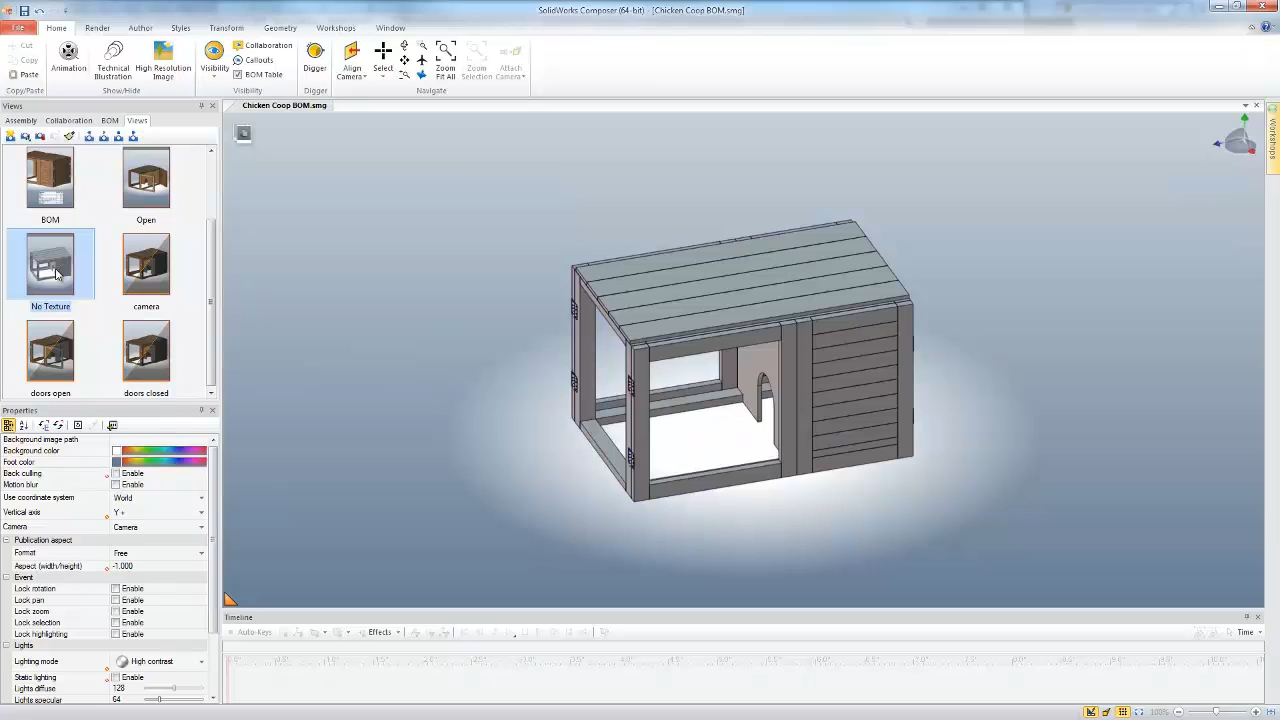 SolidWorks Composer (64-bit) - [Chicken Coop BOM.smg]
File Home Render Author Styles Transform Geometry Workshops Window
Cut
Copy
Paste
Animation
Technical Illustration
High Resolution Image
Visibility
Collaboration
Callouts
BOM Table
Digger
Align Camera
Select
Zoom Fit All
Zoom Selection
Attach Camera
Copy/Paste Show/Hide Visibility Digger Navigate
Views
Chicken Coop BOM.smg
Assembly Collaboration BOM Views
Workshops
BOM Open
No Texture camera
doors open doors closed
Properties
Background image path
Background color
Foot color
Back culling Enable
Motion blur Enable
Use coordinate system World
Vertical axis Y +
Camera Camera
Publication aspect
Format Free
Aspect (width/height) -1.000
Event
Lock rotation Enable
Lock pan Enable
Lock zoom Enable
Lock selection Enable
Lock highlighting Enable
Lights
Lighting mode High contrast
Static lighting Enable
Lights diffuse 128
Lights specular 64
Timeline
Auto-Keys Effects Time
100%